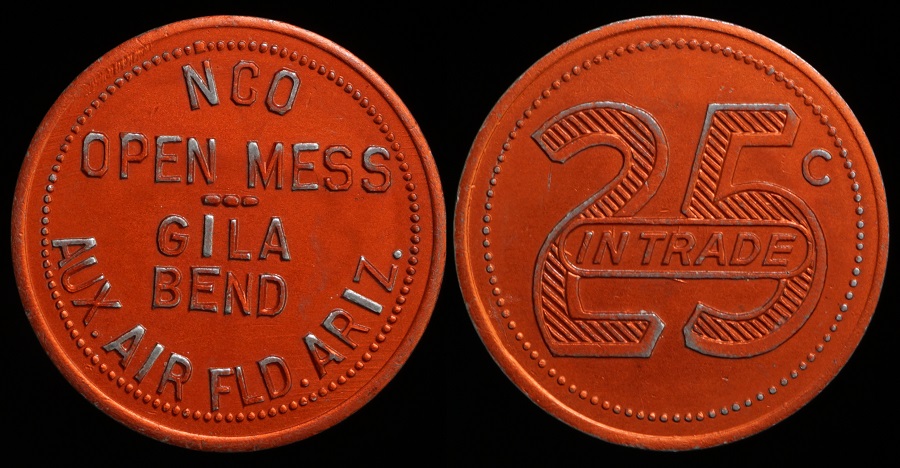 NCO
OPEN MESS
GILA
BEND
AUX. AIR FLD. ARIZ.
25 C
IN TRADE